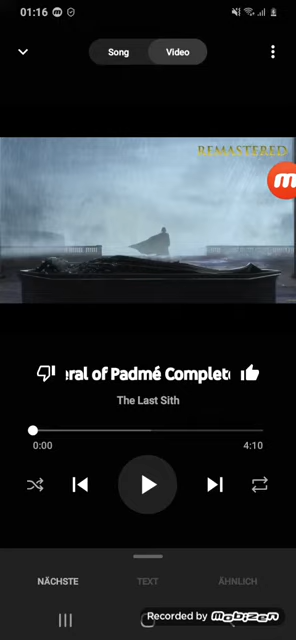 01:16
Song Video
REMASTERED
eral of Padmé Complete
The Last Sith
0:00 4:10
NÄCHSTE TEXT ÄHNLICH
Recorded by Mobizen